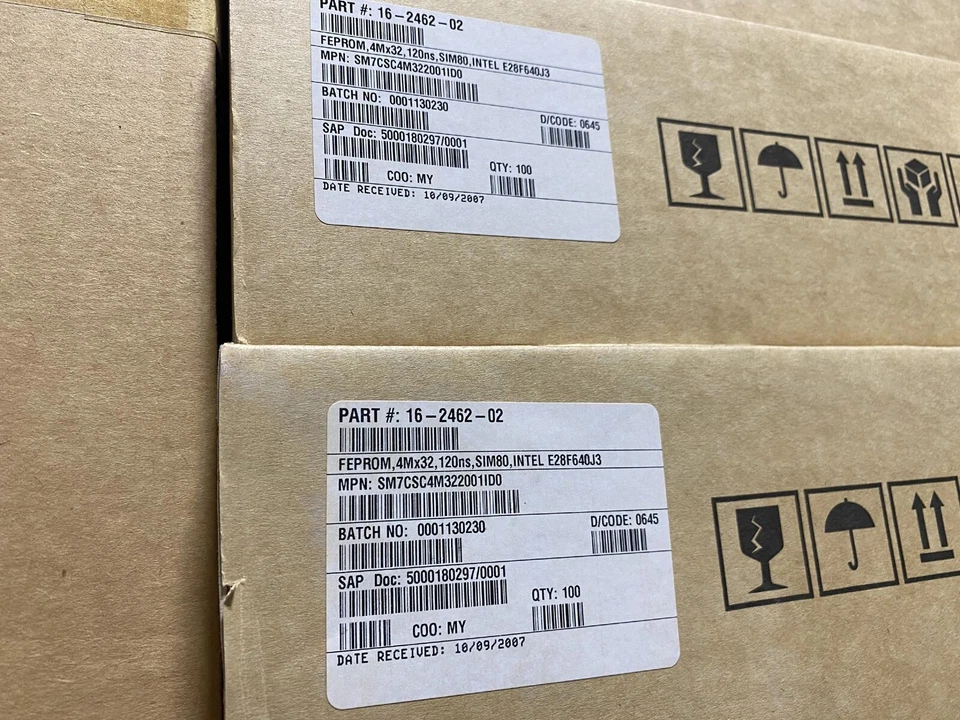 PART #: 16-2462-02
FEPROM,4Mx32,120ns,SIM80,INTEL E28F640J3
MPN: SM7CSC4M322001ID0
BATCH NO: 0001130230
D/CODE: 0645
SAP Doc: 5000180297/0001
QTY: 100
COO: MY
DATE RECEIVED: 10/09/2007
PART #: 16-2462-02
FEPROM,4Mx32,120ns,SIM80,INTEL E28F640J3
MPN: SM7CSC4M322001ID0
BATCH NO: 0001130230
D/CODE: 0645
SAP Doc: 5000180297/0001
QTY: 100
COO: MY
DATE RECEIVED: 10/09/2007